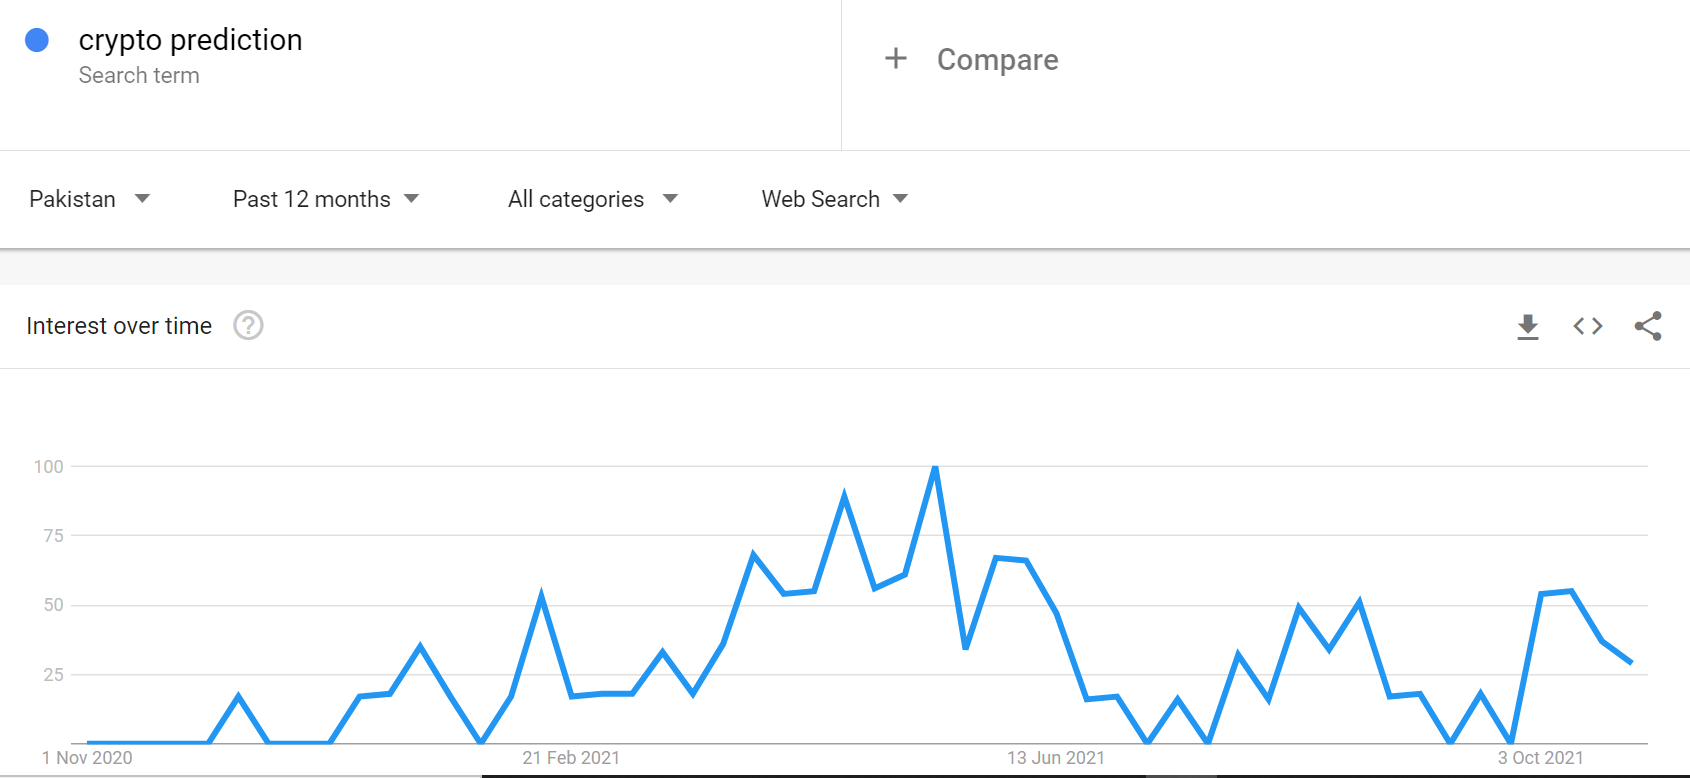 crypto prediction
Search term
+ Compare
Pakistan
Past 12 months
All categories
Web Search
Interest over time ?
100
75
50
25
1 Nov 2020
21 Feb 2021
13 Jun 2021
3 Oct 2021